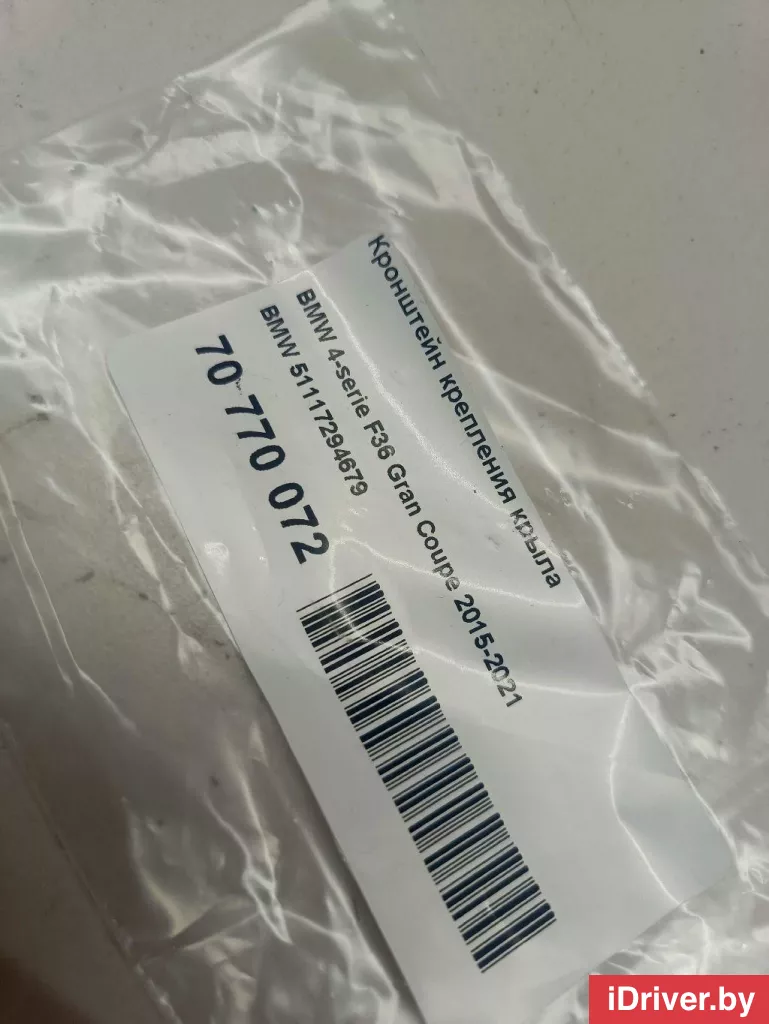 Кронштейн крепления крыла
BMW 4-serie F36 Gran Coupe 2015-2021
BMW 51117294679
70 770 072
iDriver.by